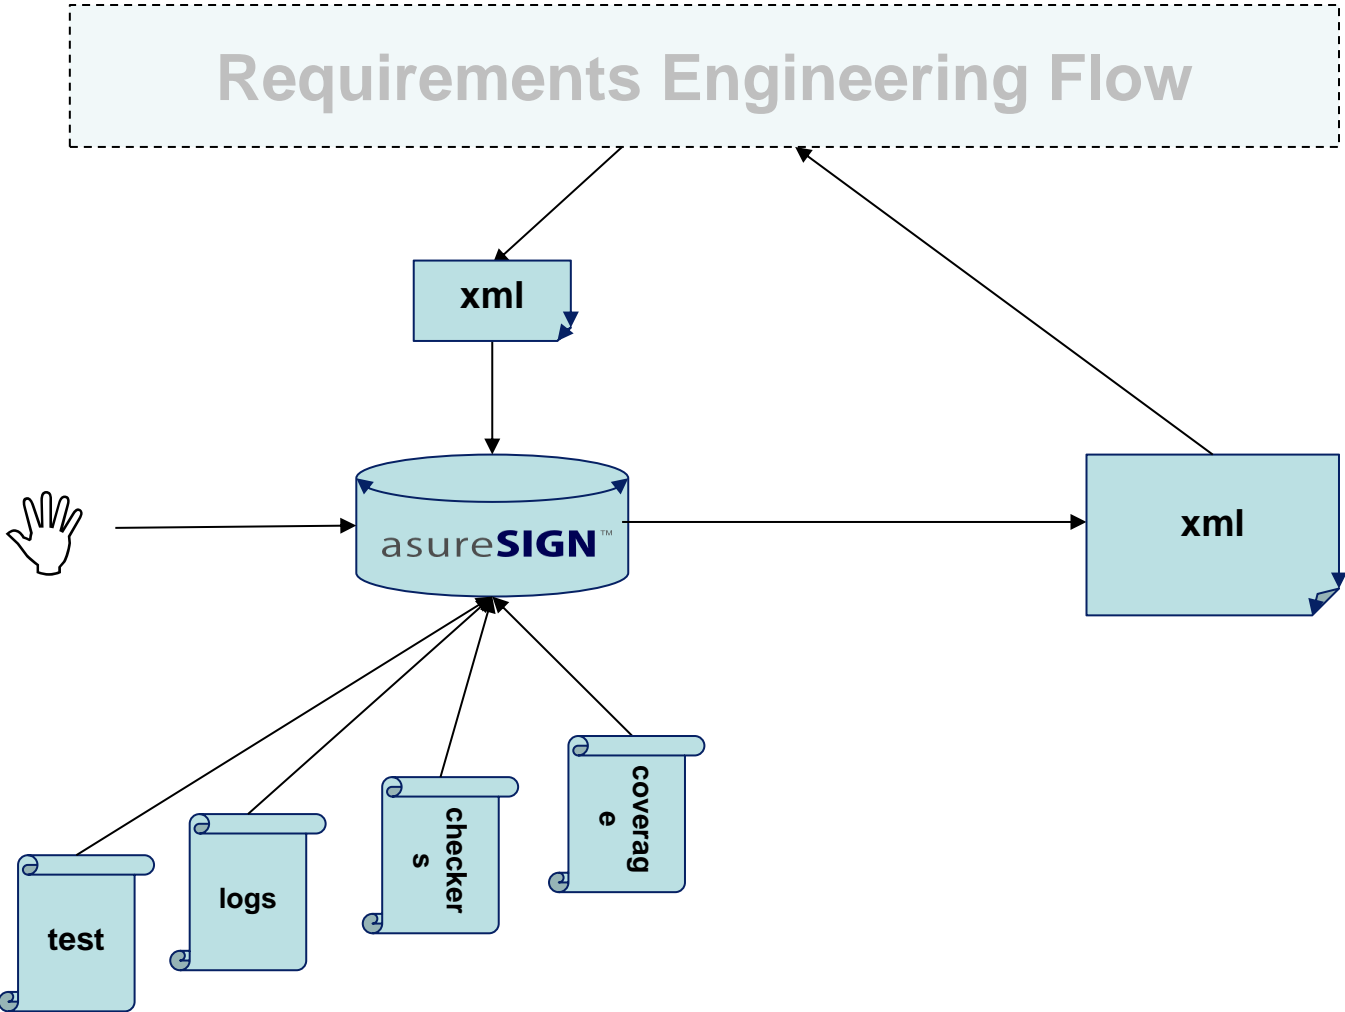 Requirements Engineering Flow
xml
asureSIGN™
xml
coverag
e
checker
s
logs
test